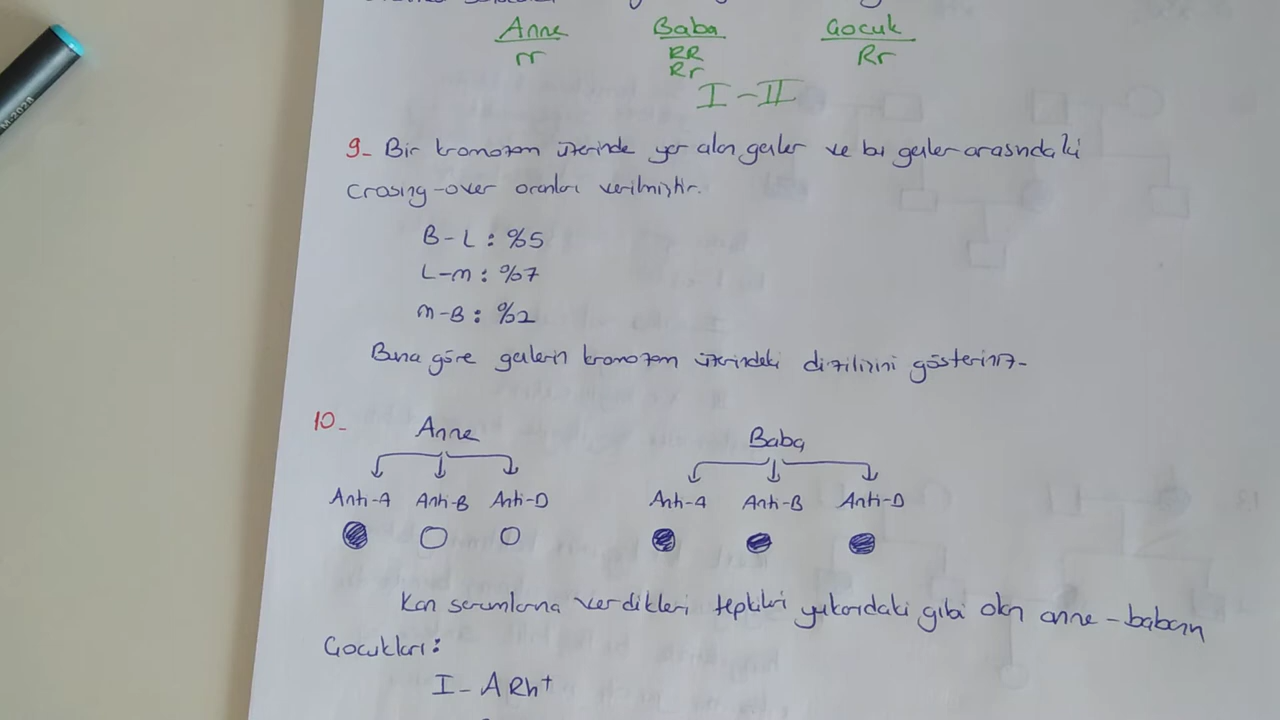 Anne Baba Çocuk
rr RR Rr
Rr
I-II
9- Bir kromozom üzerinde yer alan genler ve bu genler arasındaki
Crosing-over oranları verilmiştir.
B-L: %5
L-M: %7
M-B: %2
Buna göre genlerin kromozom üzerindeki dizilişini gösteriniz-
10- Anne Baba
Anti-A Anti-B Anti-D Anti-A Anti-B Anti-D
Kan serumlarına verdikleri tepkileri yukarıdaki gibi olan anne-babanın
Çocukları:
I- A Rh+